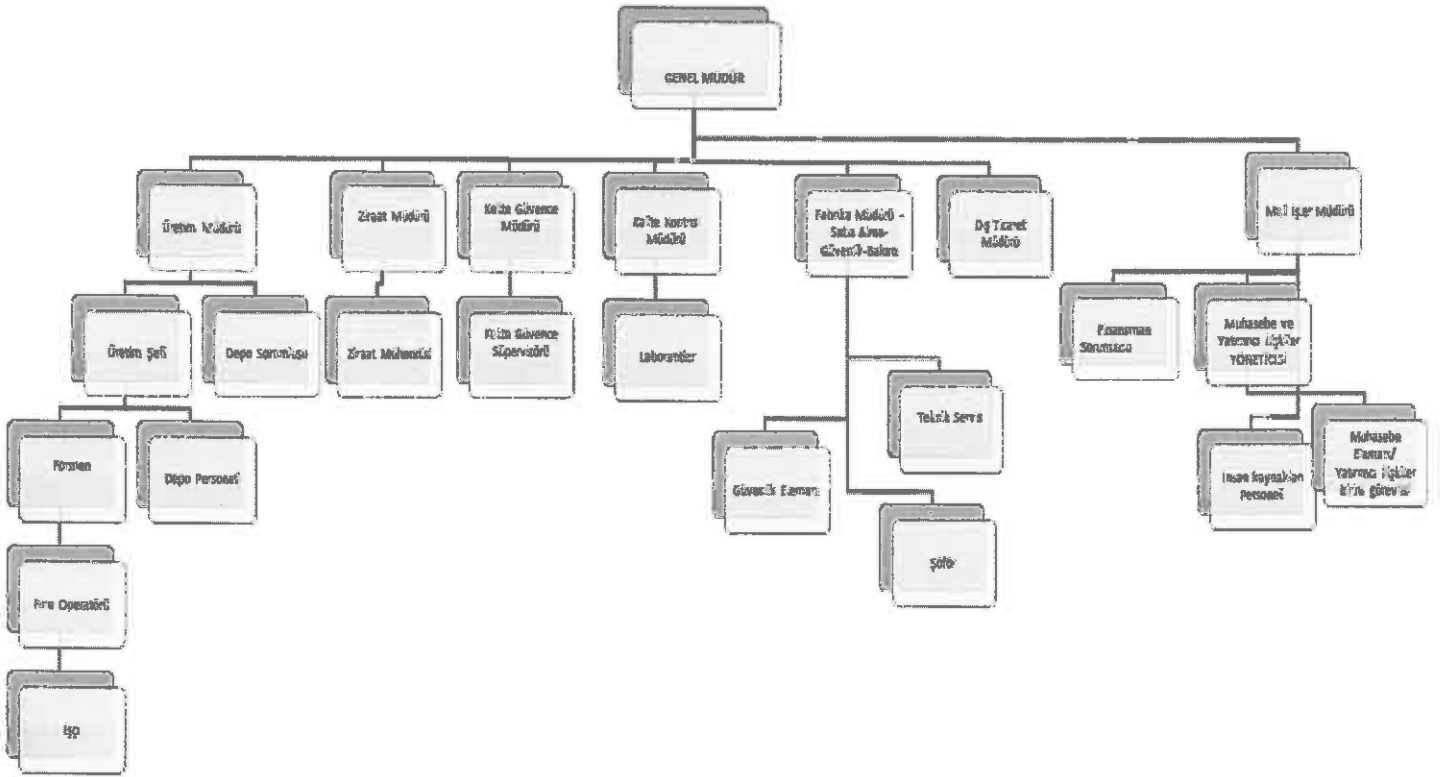 GENEL MÜDÜR
Üretim Müdürü
Ziraat Müdürü
Kalite Güvence
Müdürü
Kalite Kontrol
Müdürü
Fabrika Müdürü -
Satın Alma-
Güvenlik-Bakım
Dış Ticaret
Müdürü
Mali İşler Müdürü
Üretim Şefi
Depo Sorumlusu
Ziraat Mühendisi
Kalite Güvence
Süpervizörü
Laborantlar
Finansman
Sorumlusu
Muhasebe ve
Yatırımcı İlişkiler
YÖNETİCİSİ
Formen
Depo Personeli
Teknik Servis
Güvenlik Elemanı
Şoför
İnsan kaynakları
Personeli
Muhasebe
Elemanı/
Yatırımcı İlişkiler
birim görevlisi
Fırın Operatörü
İşçi